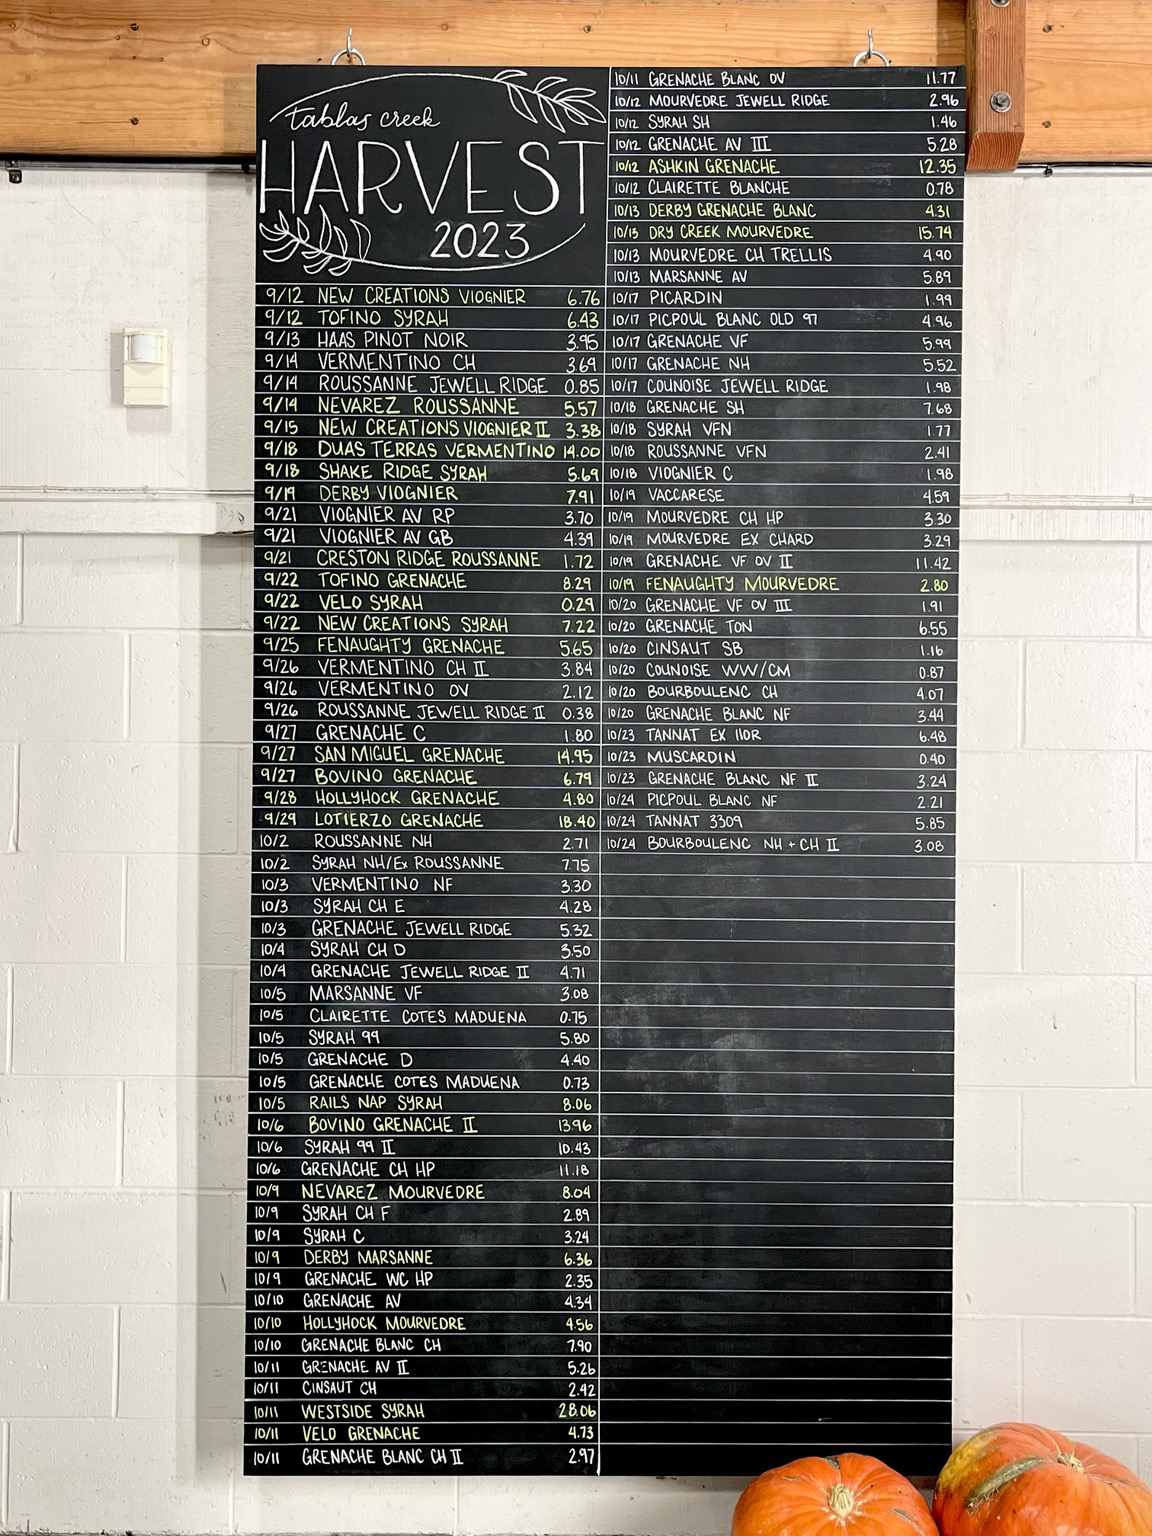 tablas creek
HARVEST
2023
9/12 NEW CREATIONS VIOGNIER 6.76
9/12 TOFINO SYRAH 6.43
9/13 HAAS PINOT NOIR 3.95
9/14 VERMENTINO CH 3.69
9/14 ROUSSANNE JEWELL RIDGE 0.85
9/14 NEVAREZ ROUSSANNE 5.57
9/15 NEW CREATIONS VIOGNIER II 3.38
9/18 DUAS TERRAS VERMENTINO 14.00
9/18 SHAKE RIDGE SYRAH 5.69
9/19 DERBY VIOGNIER 7.91
9/21 VIOGNIER AV RP 3.70
9/21 VIOGNIER AV GB 4.39
9/21 CRESTON RIDGE ROUSSANNE 1.72
9/22 TOFINO GRENACHE 8.29
9/22 VELO SYRAH 0.29
9/22 NEW CREATIONS SYRAH 7.22
9/25 FENAUGHTY GRENACHE 5.65
9/26 VERMENTINO CH II 3.84
9/26 VERMENTINO OV 2.12
9/26 ROUSSANNE JEWELL RIDGE II 0.38
9/27 GRENACHE C 1.80
9/27 SAN MIGUEL GRENACHE 14.95
9/27 BOVINO GRENACHE 6.79
9/28 HOLLYHOCK GRENACHE 4.80
9/29 LOTIERZO GRENACHE 18.40
10/2 ROUSSANNE NH 2.71
10/2 SYRAH NH/Ex ROUSSANNE 7.75
10/3 VERMENTINO NF 3.30
10/3 SYRAH CH E 4.28
10/3 GRENACHE JEWELL RIDGE 5.32
10/4 SYRAH CH D 3.50
10/4 GRENACHE JEWELL RIDGE II 4.71
10/5 MARSANNE VF 3.08
10/5 CLAIRETTE COTES MADUENA 0.75
10/5 SYRAH 99 5.80
10/5 GRENACHE D 4.40
10/5 GRENACHE COTES MADUENA 0.73
10/5 RAILS NAP SYRAH 8.06
10/6 BOVINO GRENACHE II 13.96
10/6 SYRAH 99 II 10.43
10/6 GRENACHE CH HP 11.18
10/9 NEVAREZ MOURVEDRE 8.04
10/9 SYRAH CH F 2.89
10/9 SYRAH C 3.24
10/9 DERBY MARSANNE 6.36
10/9 GRENACHE WC HP 2.35
10/10 GRENACHE AV 4.34
10/10 HOLLYHOCK MOURVEDRE 4.56
10/10 GRENACHE BLANC CH 7.90
10/11 GRENACHE AV II 5.26
10/11 CINSAUT CH 2.42
10/11 WESTSIDE SYRAH 28.06
10/11 VELO GRENACHE 4.73
10/11 GRENACHE BLANC CH II 2.97
10/11 GRENACHE BLANC OV 11.77
10/12 MOURVEDRE JEWELL RIDGE 2.96
10/12 SYRAH SH 1.46
10/12 GRENACHE AV III 5.28
10/12 ASHKIN GRENACHE 12.35
10/12 CLAIRETTE BLANCHE 0.78
10/13 DERBY GRENACHE BLANC 4.31
10/13 DRY CREEK MOURVEDRE 15.74
10/13 MOURVEDRE CH TRELLIS 4.90
10/13 MARSANNE AV 5.89
10/17 PICARDIN 1.99
10/17 PICPOUL BLANC OLD 97 4.96
10/17 GRENACHE VF 5.99
10/17 GRENACHE NH 5.52
10/17 COUNOISE JEWELL RIDGE 1.98
10/18 GRENACHE SH 7.68
10/18 SYRAH VFN 1.77
10/18 ROUSSANNE VFN 2.41
10/18 VIOGNIER C 1.98
10/19 VACCARESE 4.59
10/19 MOURVEDRE CH HP 3.30
10/19 MOURVEDRE EX CHARD 3.29
10/19 GRENACHE VF OV II 11.42
10/19 FENAUGHTY MOURVEDRE 2.80
10/20 GRENACHE VF OV III 1.91
10/20 GRENACHE TON 6.55
10/20 CINSAUT SB 1.16
10/20 COUNOISE WW/CM 0.87
10/20 BOURBOULENC CH 4.07
10/20 GRENACHE BLANC NF 3.44
10/23 TANNAT EX 110R 6.48
10/23 MUSCARDIN 0.40
10/23 GRENACHE BLANC NF II 3.24
10/24 PICPOUL BLANC NF 2.21
10/24 TANNAT 3309 5.85
10/24 BOURBOULENC NH + CH II 3.08